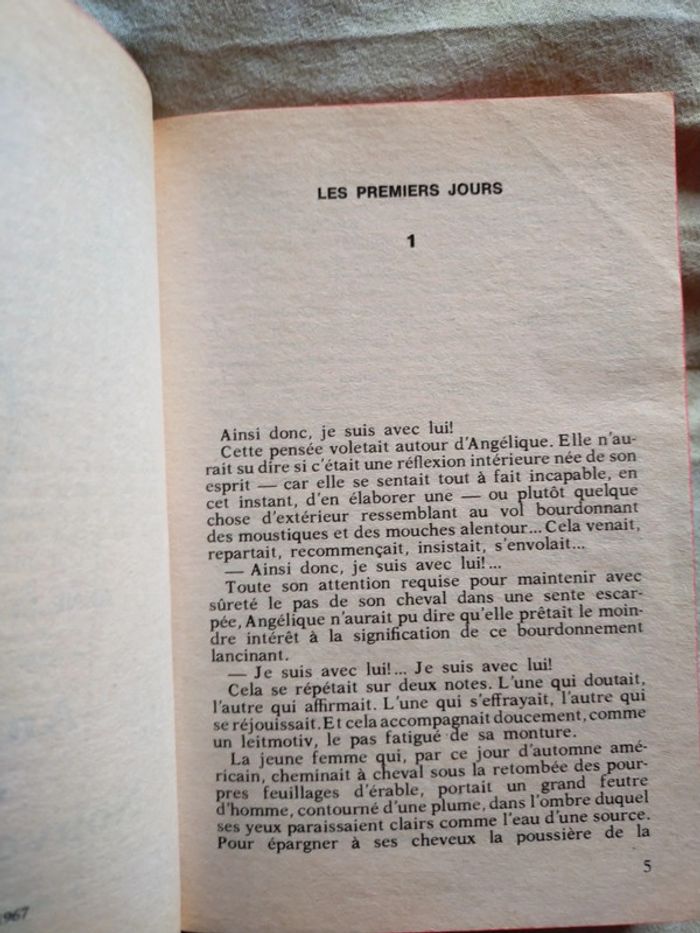 LES PREMIERS JOURS
1
Ainsi donc, je suis avec lui!
Cette pensée voletait autour d'Angélique. Elle n'au-
rait su dire si c'était une réflexion intérieure née de son
esprit — car elle se sentait tout à fait incapable, en
cet instant, d'en élaborer une — ou plutôt quelque
chose d'extérieur ressemblant au vol bourdonnant
des moustiques et des mouches alentour... Cela venait,
repartait, recommençait, insistait, s'envolait...
— Ainsi donc, je suis avec lui!...
Toute son attention requise pour maintenir avec
sûreté le pas de son cheval dans une sente escar-
pée, Angélique n'aurait pu dire qu'elle prêtait le moin-
dre intérêt à la signification de ce bourdonnement
lancinant.
— Je suis avec lui!... Je suis avec lui!
Cela se répétait sur deux notes. L'une qui doutait,
l'autre qui affirmait. L'une qui s'effrayait, l'autre qui
se réjouissait. Et cela accompagnait doucement, comme
un leitmotiv, le pas fatigué de sa monture.
La jeune femme qui, par ce jour d'automne amé-
ricain, cheminait à cheval sous la retombée des pour-
pres feuillages d'érable, portait un grand feutre
d'homme, contourné d'une plume, dans l'ombre duquel
ses yeux paraissaient clairs comme l'eau d'une source.
Pour épargner à ses cheveux la poussière de la
5
1967